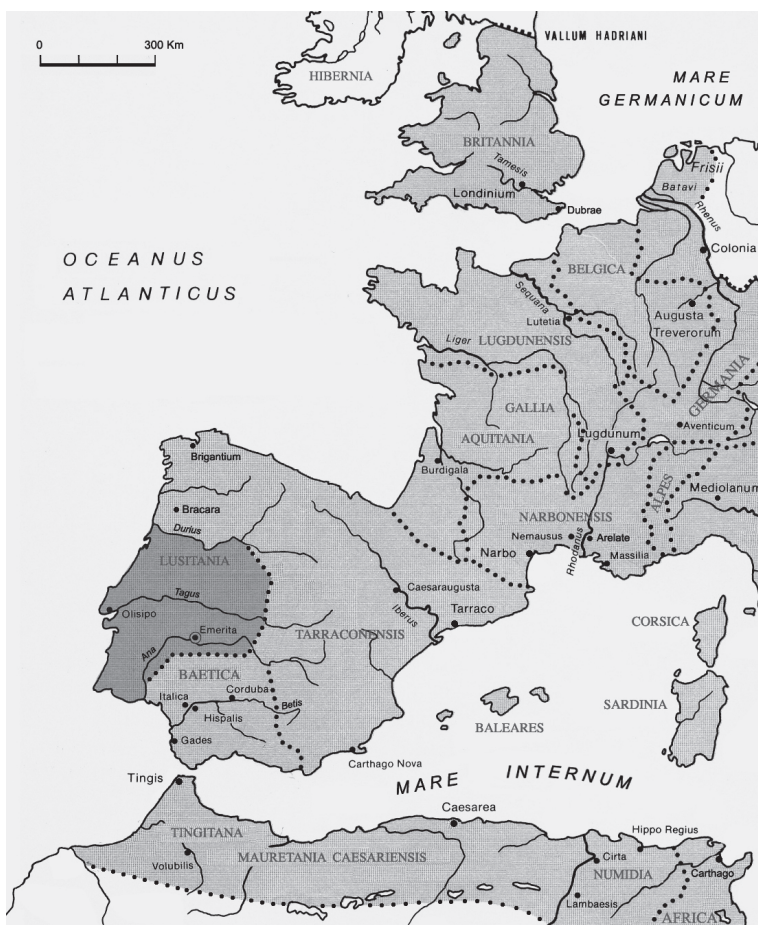 0 300 Km
VALLUM HADRIANI
HIBERNIA
MARE
GERMANICUM
BRITANNIA
Tamesis
Londinium
Dubrae
Frisii
Batavi
Rhenus
Colonia
OCEANUS
ATLANTICUS
BELGICA
Sequana
Lutetia
Augusta
Treverorum
Liger
LUGDUNENSIS
GERMANIA
GALLIA
AQUITANIA
Aventicum
Lugdunum
Brigantium
Burdigala
ALPES
Mediolanum
Bracara
NARBONENSIS
Durius
Nemausus
Rhodanus
Arelate
LUSITANIA
Narbo
Massilia
Caesaraugusta
Tagus
Olisipo
Iberus
Tarraco
CORSICA
Emerita
TARRACONENSIS
Ana
BAETICA
Corduba
Italica
Betis
Hispalis
SARDINIA
BALEARES
Gades
Carthago Nova
MARE INTERNUM
Tingis
Caesarea
TINGITANA
Hippo Regius
Volubilis
MAURETANIA CAESARIENSIS
Cirta
NUMIDIA
Carthago
Lambaesis
AFRICA